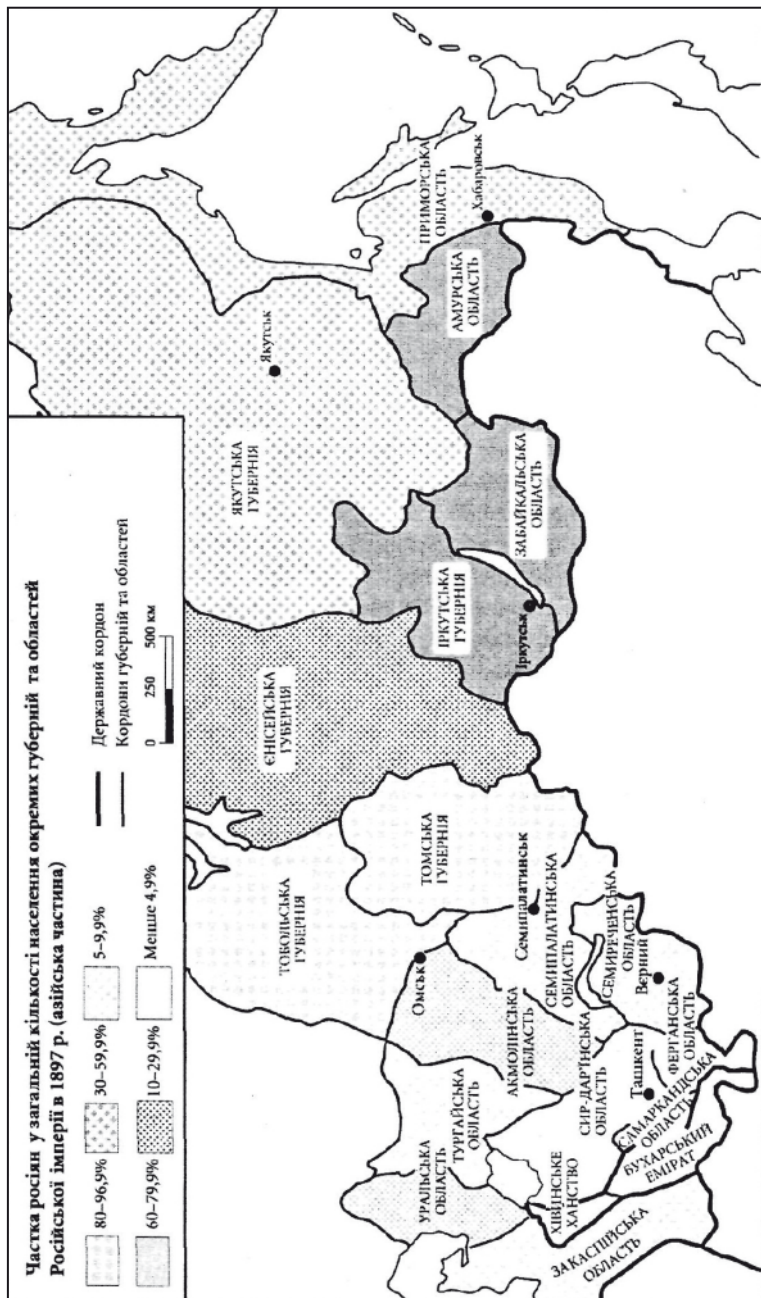 Частка росіян у загальній кількості населення окремих губерній та областей
Російської імперії в 1897 р. (азійська частина)
80–96,9%
30–59,9%
5–9,9%
Державний кордон
60–79,9%
10–29,9%
Менше 4,9%
Кордони губерній та областей
0
250
500 км
ЯКУТСЬКА
ГУБЕРНІЯ
Якутськ
ПРИМОРСЬКА
ОБЛАСТЬ
Хабаровськ
АМУРСЬКА
ОБЛАСТЬ
ЄНІСЕЙСЬКА
ГУБЕРНІЯ
ІРКУТСЬКА
ГУБЕРНІЯ
Іркутськ
ЗАБАЙКАЛЬСЬКА
ОБЛАСТЬ
ТОБОЛЬСЬКА
ГУБЕРНІЯ
ТОМСЬКА
ГУБЕРНІЯ
Омськ
Семипалатинськ
СЕМІПАЛАТИНСЬКА
ОБЛАСТЬ
АКМОЛІНСЬКА
ОБЛАСТЬ
СЕМИРЕЧЕНСЬКА
ОБЛАСТЬ
Вєрний
УРАЛЬСЬКА
ОБЛАСТЬ
ТУРГАЙСЬКА
ОБЛАСТЬ
СИР-ДАР'ЇНСЬКА
ОБЛАСТЬ
Ташкент
ФЕРГАНСЬКА
ОБЛАСТЬ
ХІВИНСЬКЕ
ХАНСТВО
САМАРКАНДСЬКА
ОБЛАСТЬ
БУХАРСЬКИЙ
ЕМІРАТ
ЗАКАСПІЙСЬКА
ОБЛАСТЬ